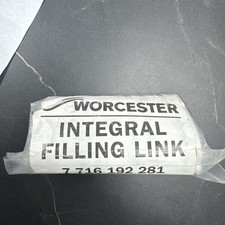 WORCESTER
INTEGRAL
FILLING LINK
7 716 192 281